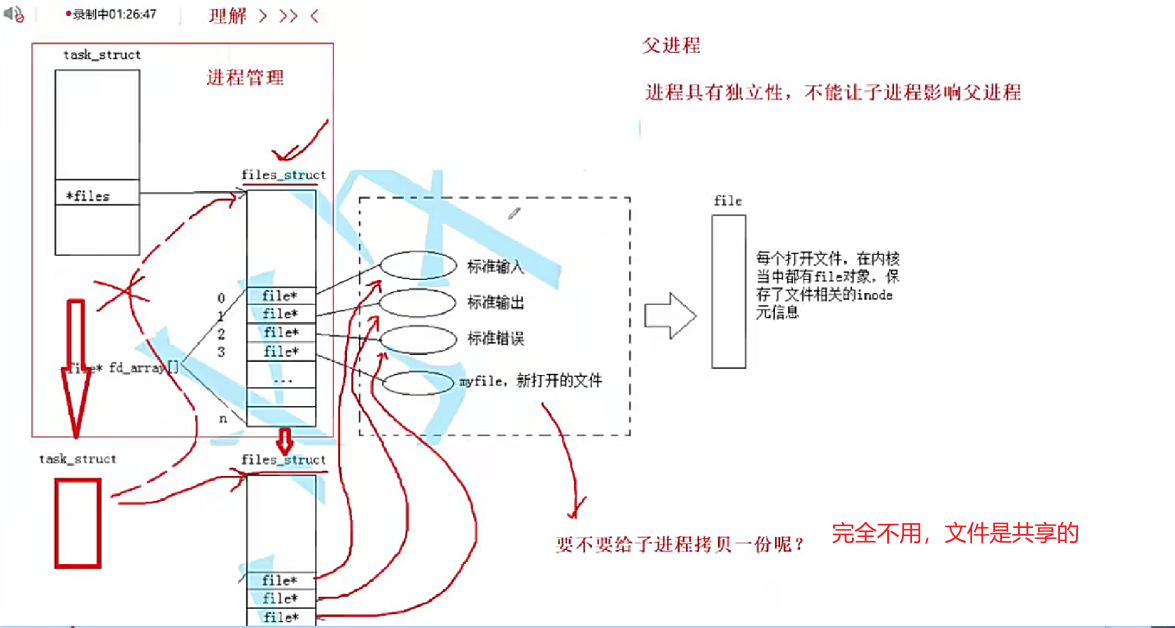 录制中01:26:47
理解 > >> <
task_struct
进程管理
父进程
进程具有独立性，不能让子进程影响父进程
files_struct
*files
file
标准输入
标准输出
标准错误
myfile，新打开的文件
每个打开文件，在内核
当中都有file对象，保
存了文件相关的inode
元信息
0
file*
1
file*
2
file*
3
file*
...
n
file* fd_array[]
task_struct
files_struct
要不要给子进程拷贝一份呢？
完全不用，文件是共享的
file*
file*
file*